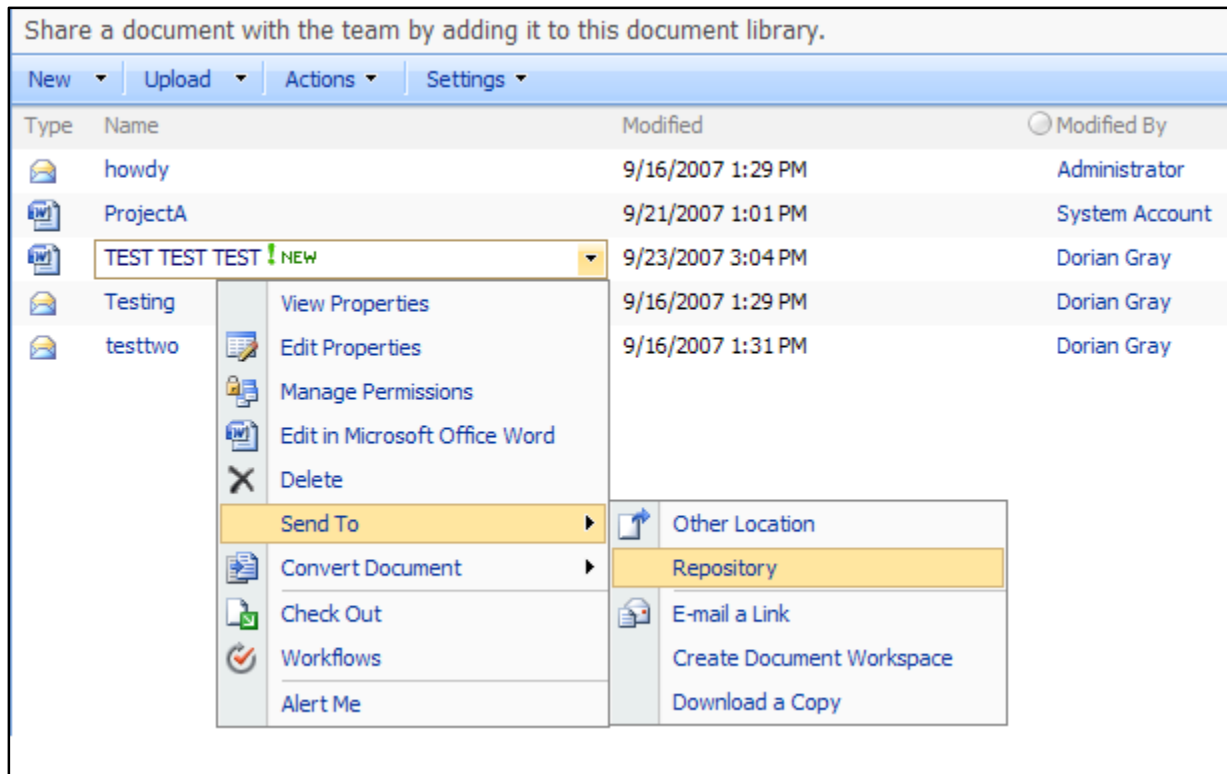 Share a document with the team by adding it to this document library.
New Upload Actions Settings
Type Name Modified Modified By
howdy 9/16/2007 1:29 PM Administrator
ProjectA 9/21/2007 1:01 PM System Account
TEST TEST TEST ! NEW 9/23/2007 3:04 PM Dorian Gray
Testing 9/16/2007 1:29 PM Dorian Gray
testtwo 9/16/2007 1:31 PM Dorian Gray
View Properties
Edit Properties
Manage Permissions
Edit in Microsoft Office Word
Delete
Send To
Convert Document
Check Out
Workflows
Alert Me
Other Location
Repository
E-mail a Link
Create Document Workspace
Download a Copy